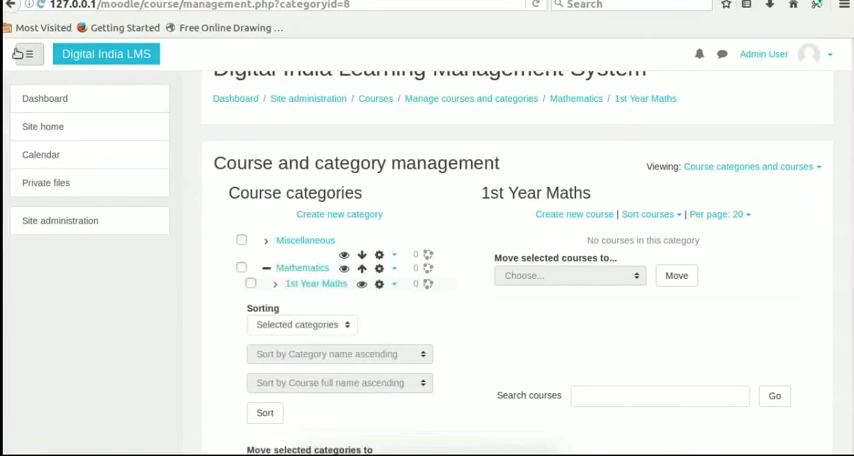 127.0.0.1/moodle/course/management.php?categoryid=8
Search
Most Visited Getting Started Free Online Drawing ...
Digital India LMS
Admin User
Digital India Learning Management System
Dashboard / Site administration / Courses / Manage courses and categories / Mathematics / 1st Year Maths
Dashboard
Site home
Calendar
Private files
Site administration
Course and category management
Viewing: Course categories and courses
Course categories
Create new category
Miscellaneous
0
Mathematics
0
1st Year Maths
0
Sorting
Selected categories
Sort by Category name ascending
Sort by Course full name ascending
Sort
Move selected categories to
1st Year Maths
Create new course | Sort courses | Per page: 20
No courses in this category
Move selected courses to...
Choose...
Move
Search courses
Go